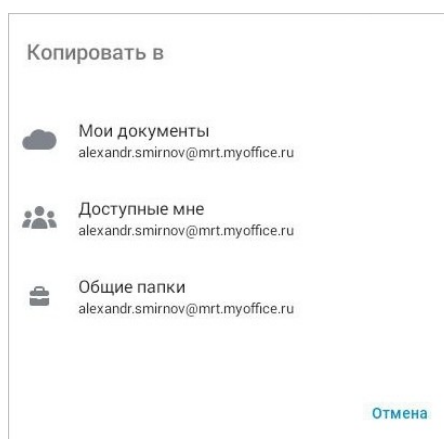 Копировать в
Мои документы
alexandr.smirnov@mrt.myoffice.ru
Доступные мне
alexandr.smirnov@mrt.myoffice.ru
Общие папки
alexandr.smirnov@mrt.myoffice.ru
Отмена